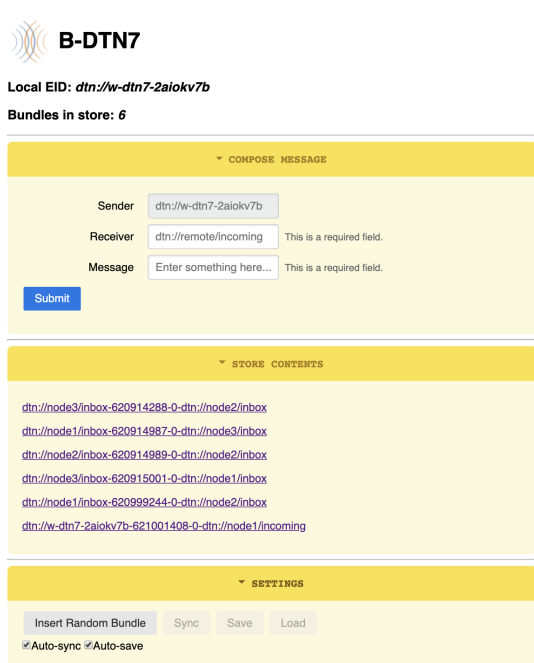 B-DTN7
Local EID: dtn://w-dtn7-2aiokv7b
Bundles in store: 6
COMPOSE MESSAGE
Sender dtn://w-dtn7-2aiokv7b
Receiver dtn://remote/incoming This is a required field.
Message Enter something here... This is a required field.
Submit
STORE CONTENTS
dtn://node3/inbox-620914288-0-dtn://node2/inbox
dtn://node1/inbox-620914987-0-dtn://node3/inbox
dtn://node2/inbox-620914989-0-dtn://node2/inbox
dtn://node3/inbox-620915001-0-dtn://node1/inbox
dtn://node1/inbox-620999244-0-dtn://node2/inbox
dtn://w-dtn7-2aiokv7b-621001408-0-dtn://node1/incoming
SETTINGS
Insert Random Bundle Sync Save Load
Auto-sync Auto-save